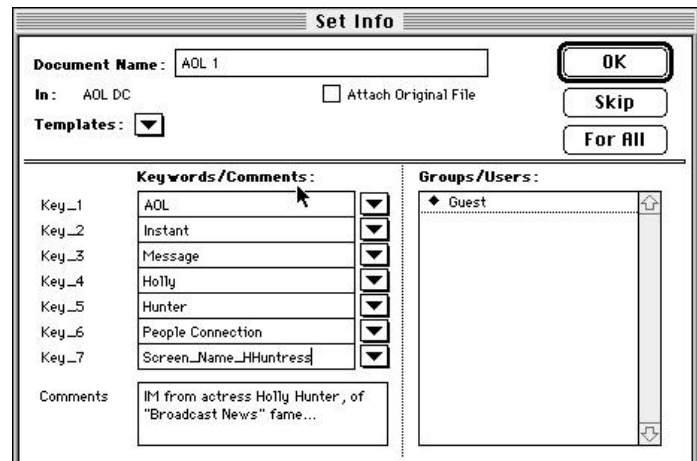 Set Info
Document Name: AOL 1
OK
In: AOL DC
Attach Original File
Skip
Templates:
For All
Keywords/Comments:
Groups/Users:
Key_1 AOL
Guest
Key_2 Instant
Key_3 Message
Key_4 Holly
Key_5 Hunter
Key_6 People Connection
Key_7 Screen_Name_HHuntress
Comments IM from actress Holly Hunter, of
"Broadcast News" fame...